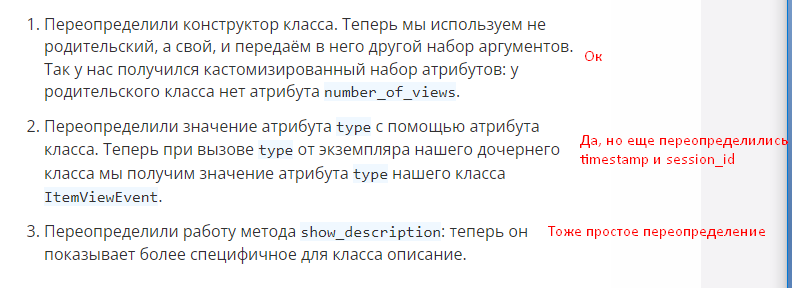 1. Переопределили конструктор класса. Теперь мы используем не
родительский, а свой, и передаём в него другой набор аргументов.
Так у нас получился кастомизированный набор атрибутов: у
родительского класса нет атрибута number_of_views.
Ок
2. Переопределили значение атрибута type с помощью атрибута
класса. Теперь при вызове type от экземпляра нашего дочернего
класса мы получим значение атрибута type нашего класса
ItemViewEvent.
Да, но еще переопределились
timestamp и session_id
3. Переопределили работу метода show_description: теперь он
показывает более специфичное для класса описание.
Тоже простое переопределение